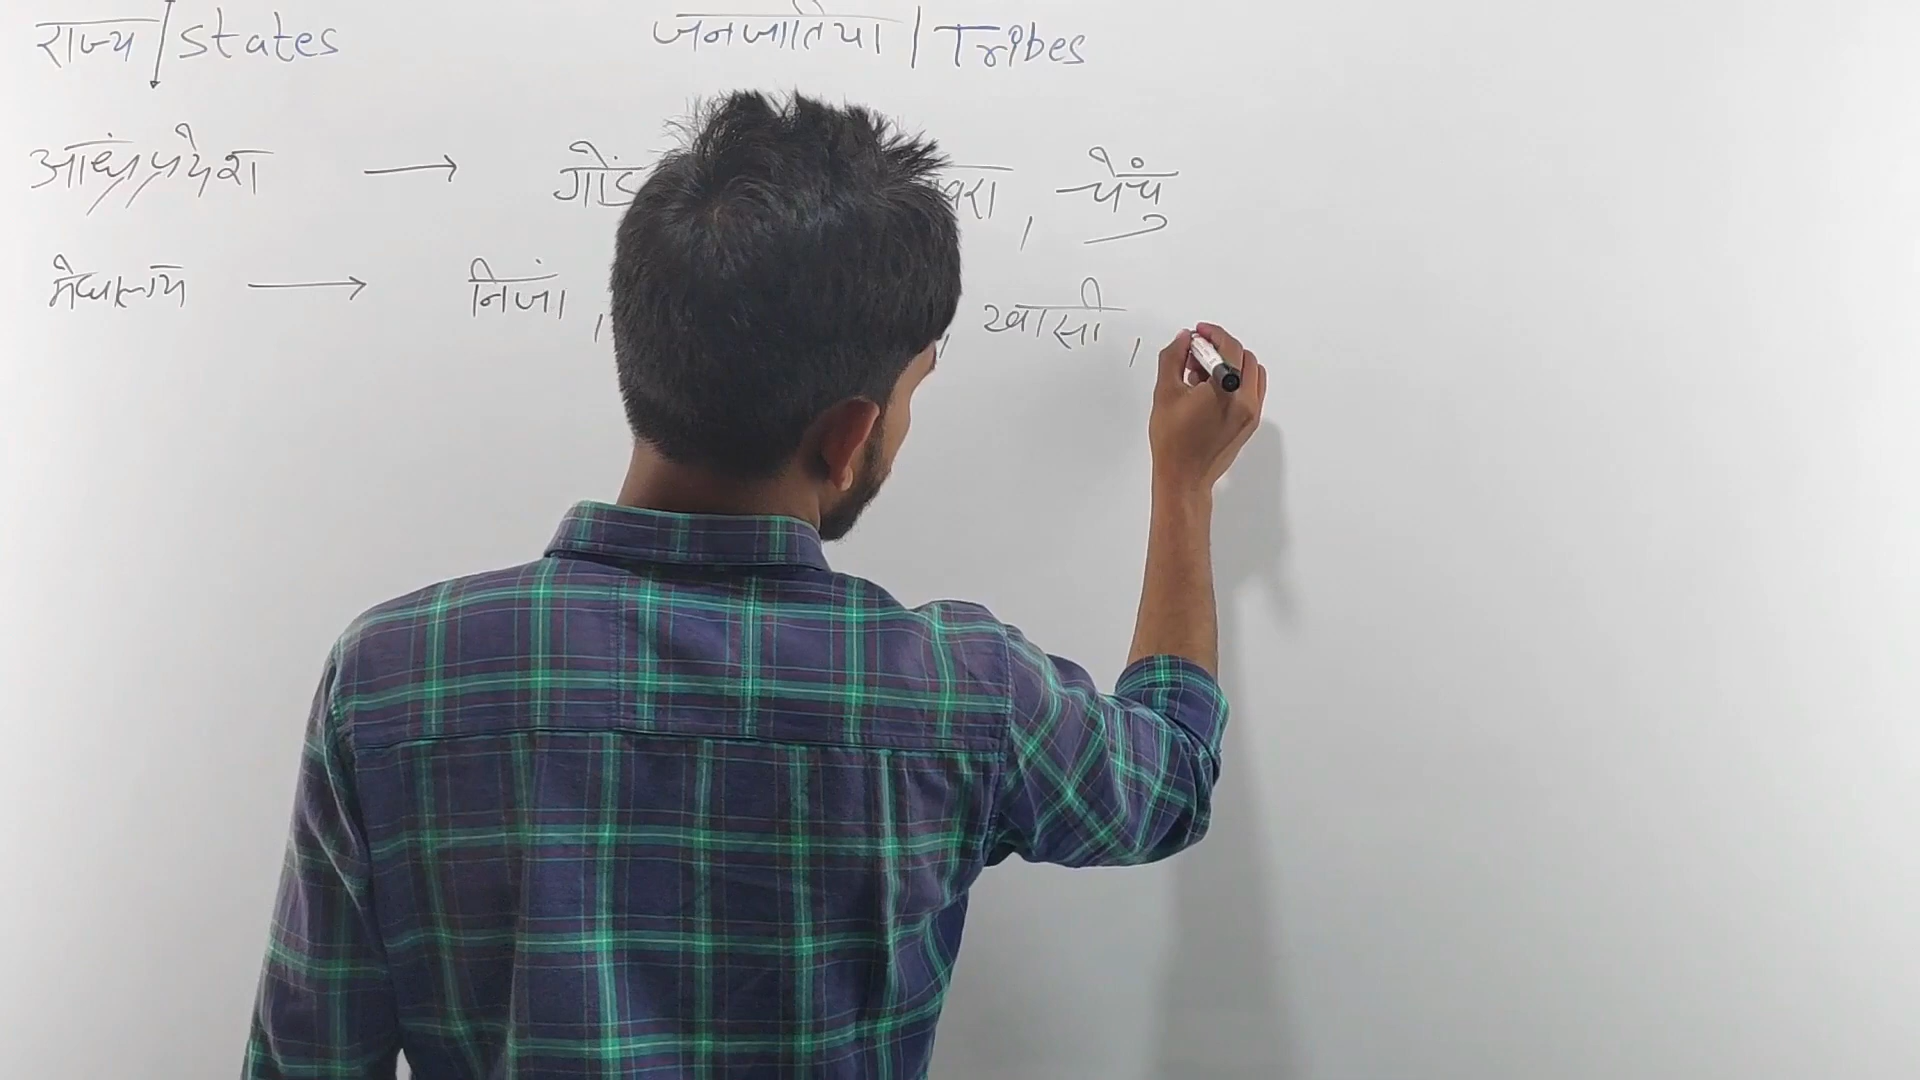 राज्य | States जनजातिया | Tribes
आंध्रप्रदेश → गोंड , चेंचु
मेघालय → मिजां , , खासी ,